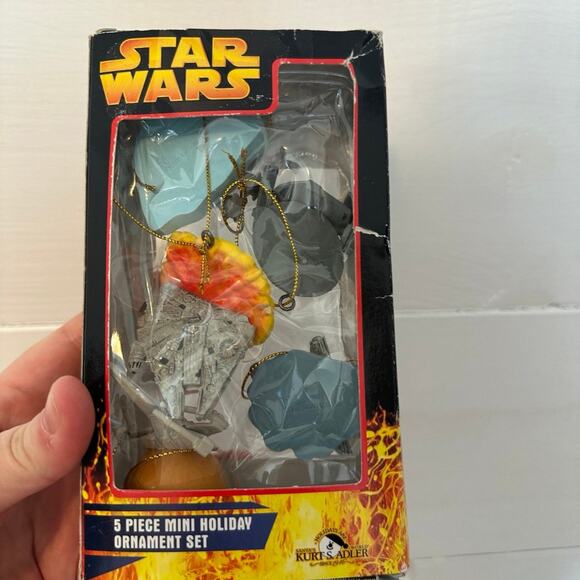 STAR
WARS
5 PIECE MINI HOLIDAY
ORNAMENT SET
KURT S. ADLER